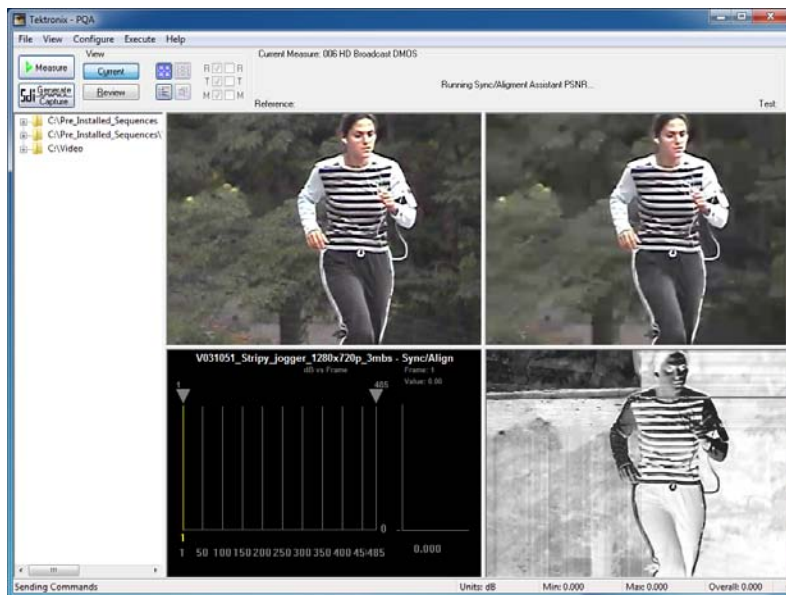 Tektronix - PQA
File View Configure Execute Help
Measure
View
Current
Review
Sdi Generate Capture
R R
T T
M M
Current Measure: 006 HD Broadcast DMOS
Running Sync/Aligment Assistant PSNR...
Reference:
Test:
C:\Pre_Installed_Sequences
C:\Pre_Installed_Sequences\
C:\Video
V031051_Stripy_jogger_1280x720p_3mbs - Sync/Align
dB vs Frame
Frame: 1
Value: 0.00
1 485
0
1
1 50 100 150 200 250 300 350 400 45 485
0.000
Sending Commands
Units: dB Min: 0.000 Max: 0.000 Overall: 0.000